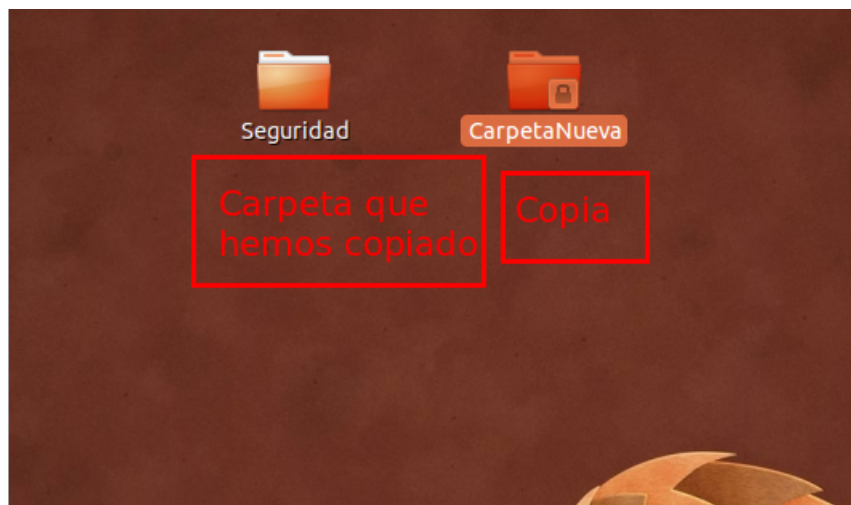 Seguridad
CarpetaNueva
Carpeta que
hemos copiado
Copia